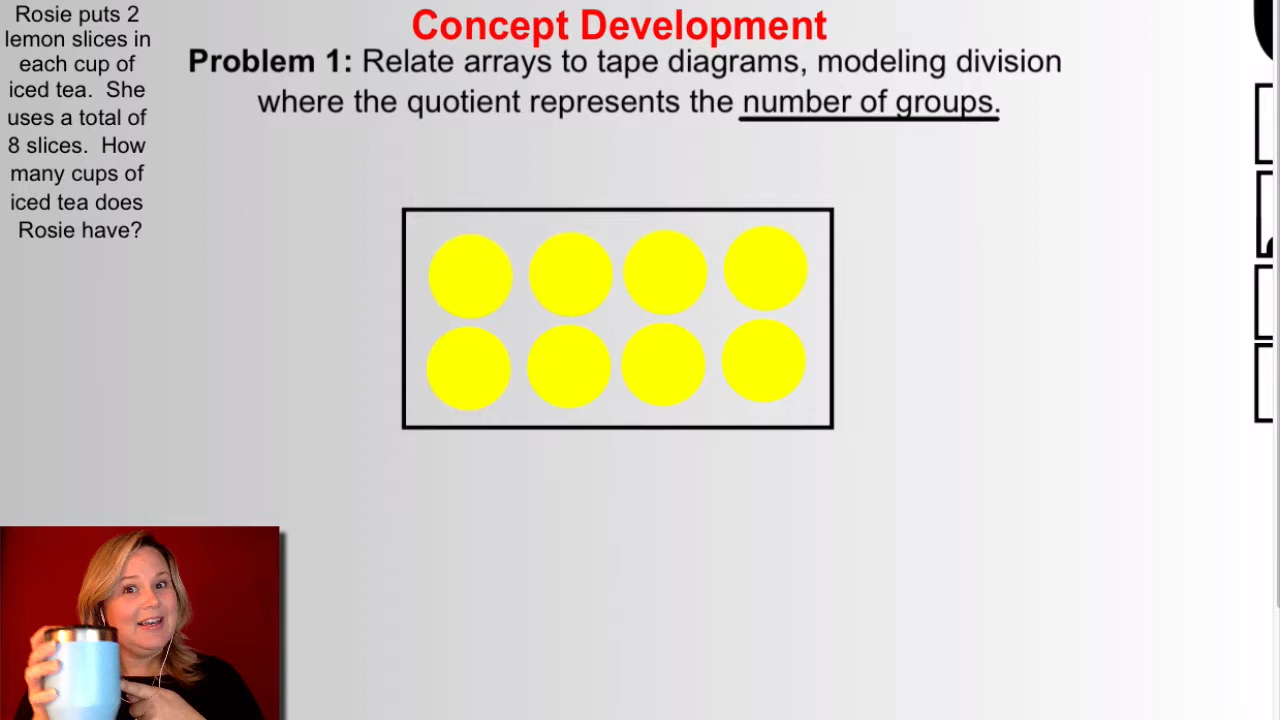 Rosie puts 2
lemon slices in
each cup of
iced tea. She
uses a total of
8 slices. How
many cups of
iced tea does
Rosie have?
Concept Development
Problem 1: Relate arrays to tape diagrams, modeling division
where the quotient represents the number of groups.